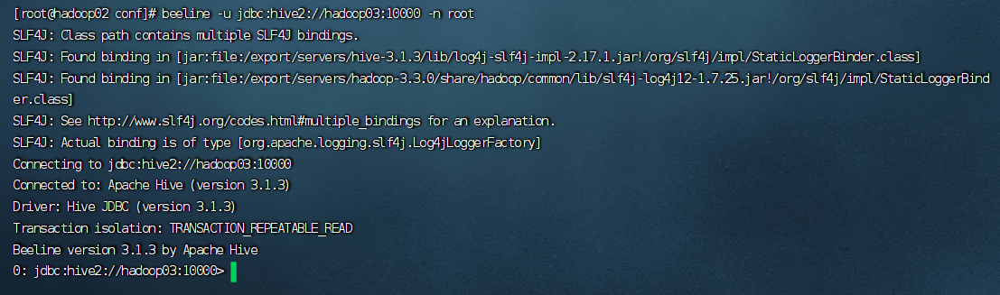 [root@hadoop02 conf]# beeline -u jdbc:hive2://hadoop03:10000 -n root
SLF4J: Class path contains multiple SLF4J bindings.
SLF4J: Found binding in [jar:file:/export/servers/hive-3.1.3/lib/log4j-slf4j-impl-2.17.1.jar!/org/slf4j/impl/StaticLoggerBinder.class]
SLF4J: Found binding in [jar:file:/export/servers/hadoop-3.3.0/share/hadoop/common/lib/slf4j-log4j12-1.7.25.jar!/org/slf4j/impl/StaticLoggerBind
er.class]
SLF4J: See http://www.slf4j.org/codes.html#multiple_bindings for an explanation.
SLF4J: Actual binding is of type [org.apache.logging.slf4j.Log4jLoggerFactory]
Connecting to jdbc:hive2://hadoop03:10000
Connected to: Apache Hive (version 3.1.3)
Driver: Hive JDBC (version 3.1.3)
Transaction isolation: TRANSACTION_REPEATABLE_READ
Beeline version 3.1.3 by Apache Hive
0: jdbc:hive2://hadoop03:10000>